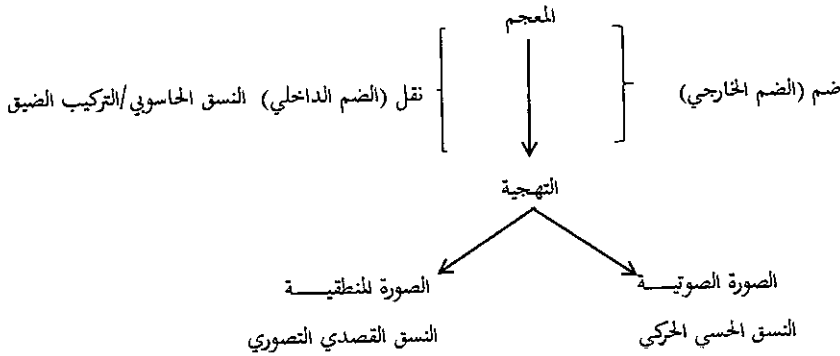 المعجم
ضم (الضم الخارجي)
نقل (الضم الداخلي) النسق الحاسوبي/التركيب الضيق
التهجية
الصورة الصوتيـــة
الصورة المنطقيـــة
النسق الحسي الحركي
النسق القصدي التصوري